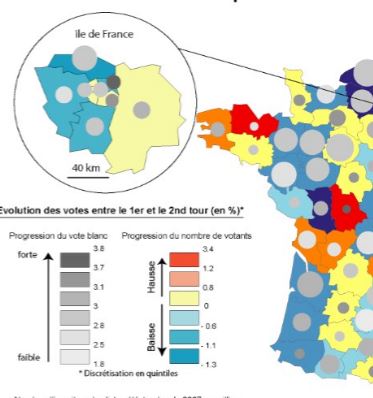 île de France
40 km
Evolution des votes entre le 1er et le 2nd tour (en %)*
Progression du vote blanc
Progression du nombre de votants
forte
faible
3.8
3.7
3.1
3
2.8
2.5
1.8
Hausse
Baisse
3.4
1.2
0.8
0
- 0.6
- 1.1
- 1.3
* Discrétisation en quintiles